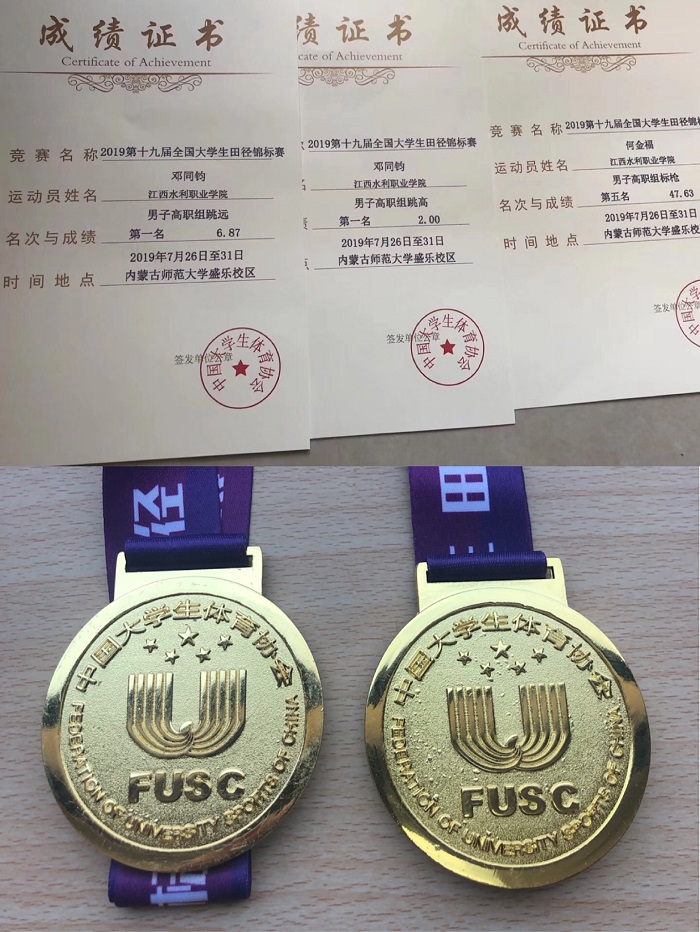 成绩证书
Certificate of Achievement
竞赛名称 2019第十九届全国大学生田径锦标赛
邓同钧
运动员姓名 江西水利职业学院
男子高职组跳远
名次与成绩 第一名 6.87
2019年7月26日至31日
时间地点 内蒙古师范大学盛乐校区
签发单位公章
中国大学生体育协会
绩证书
Certificate of Achievement
2019第十九届全国大学生田径锦标赛
邓同钧
江西水利职业学院
男子高职组跳高
第一名 2.00
2019年7月26日至31日
内蒙古师范大学盛乐校区
签发单位公章
中国大学生体育协会
成绩证书
Certificate of Achievement
竞赛名称 2019第十九届全国大学生田径锦标赛
何金福
运动员姓名 江西水利职业学院
男子高职组标枪
名次与成绩 第五名 47.63
2019年7月26日至31日
时间地点 内蒙古师范大学盛乐校区
签发单位公章
径
中国大学生体育协会
FUSC
FEDERATION OF UNIVERSITY SPORTS OF CHINA
田
中国大学生体育协会
FUSC
FEDERATION OF UNIVERSITY SPORTS OF CHINA